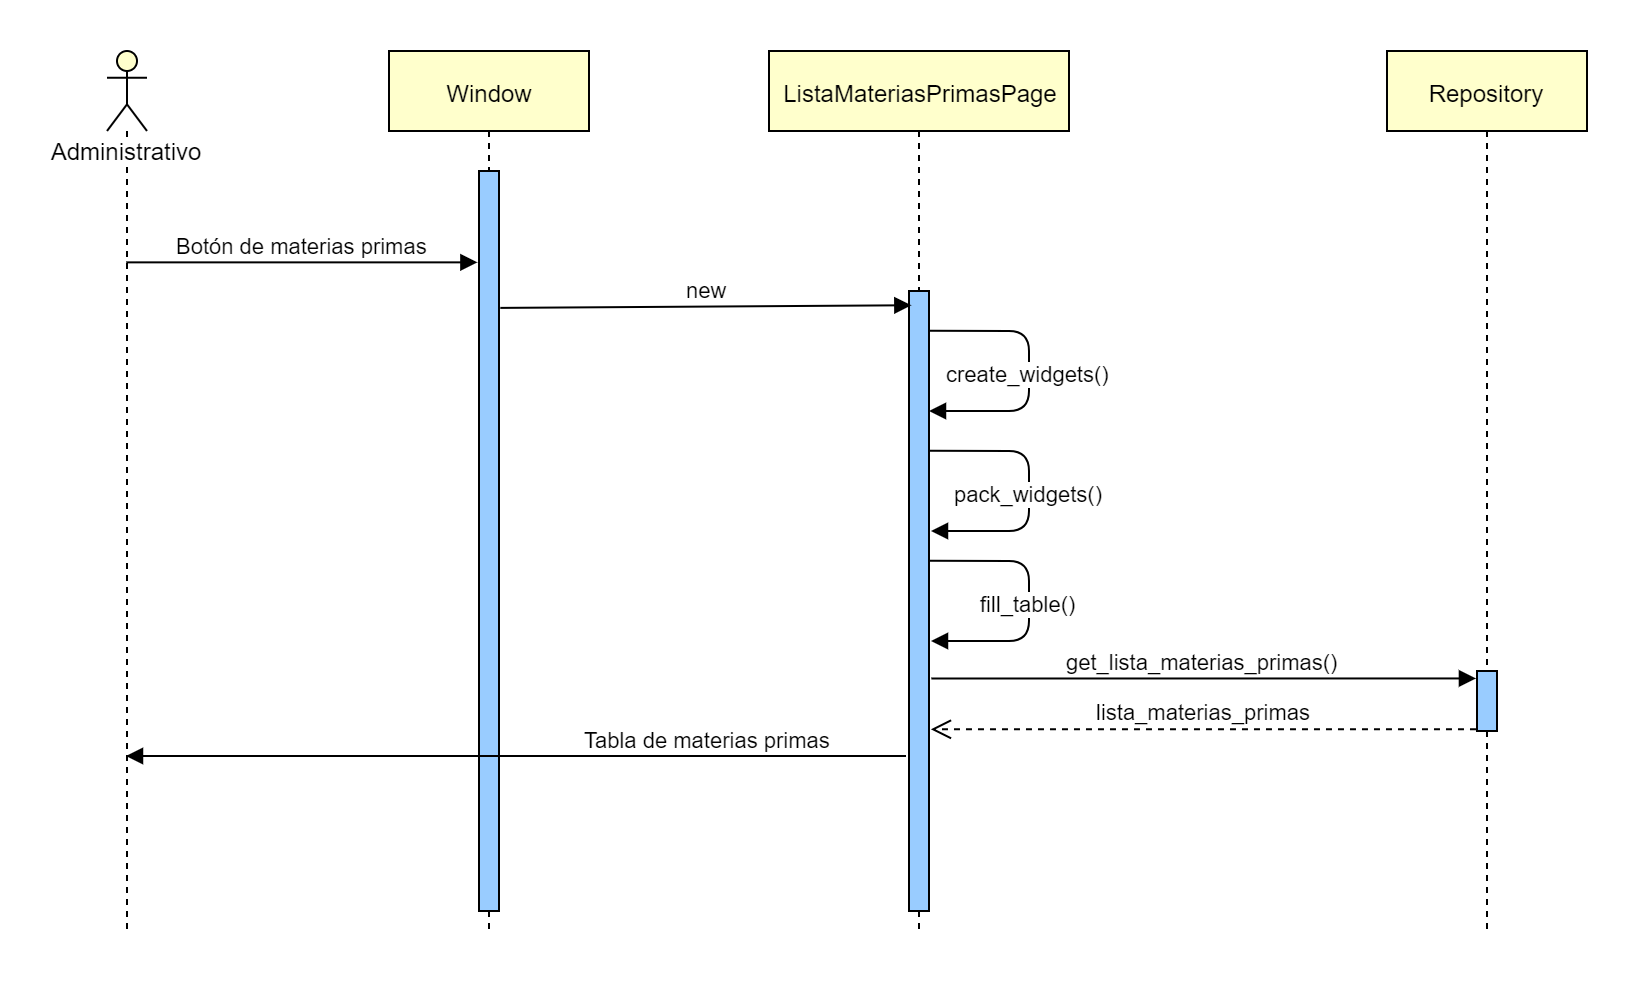 Administrativo
Window
ListaMateriasPrimasPage
Repository
Botón de materias primas
new
create_widgets()
pack_widgets()
fill_table()
get_lista_materias_primas()
lista_materias_primas
Tabla de materias primas